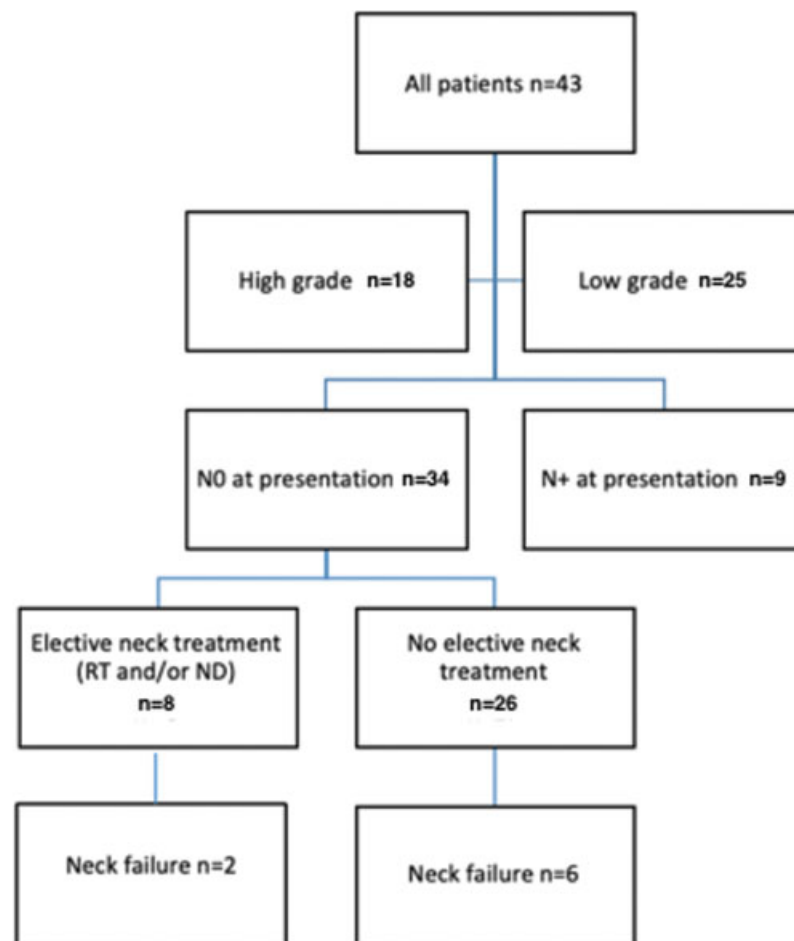 All patients n=43
High grade n=18
Low grade n=25
N0 at presentation n=34
N+ at presentation n=9
Elective neck treatment
(RT and/or ND)
n=8
No elective neck
treatment
n=26
Neck failure n=2
Neck failure n=6